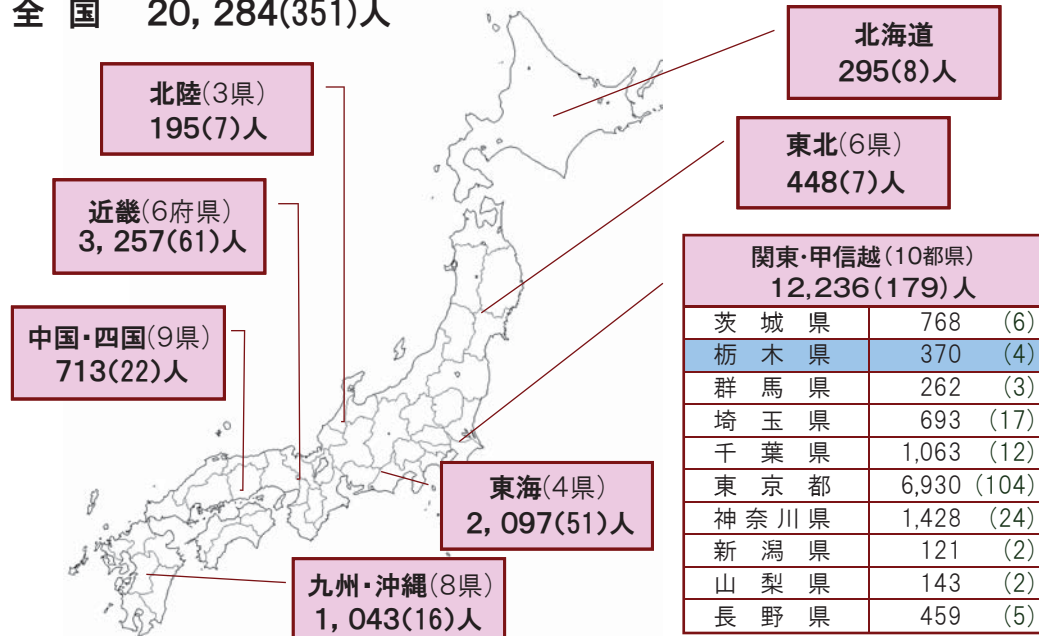 全 国 20, 284(351)人
北海道
295(8)人
北陸(3県)
195(7)人
東北(6県)
448(7)人
近畿(6府県)
3, 257(61)人
関東･甲信越(10都県)
12,236(179)人
茨城県 768 (6)
栃木県 370 (4)
群馬県 262 (3)
埼玉県 693 (17)
千葉県 1,063 (12)
東京都 6,930 (104)
神奈川県 1,428 (24)
新潟県 121 (2)
山梨県 143 (2)
長野県 459 (5)
中国･四国(9県)
713(22)人
東海(4県)
2, 097(51)人
九州･沖縄(8県)
1, 043(16)人